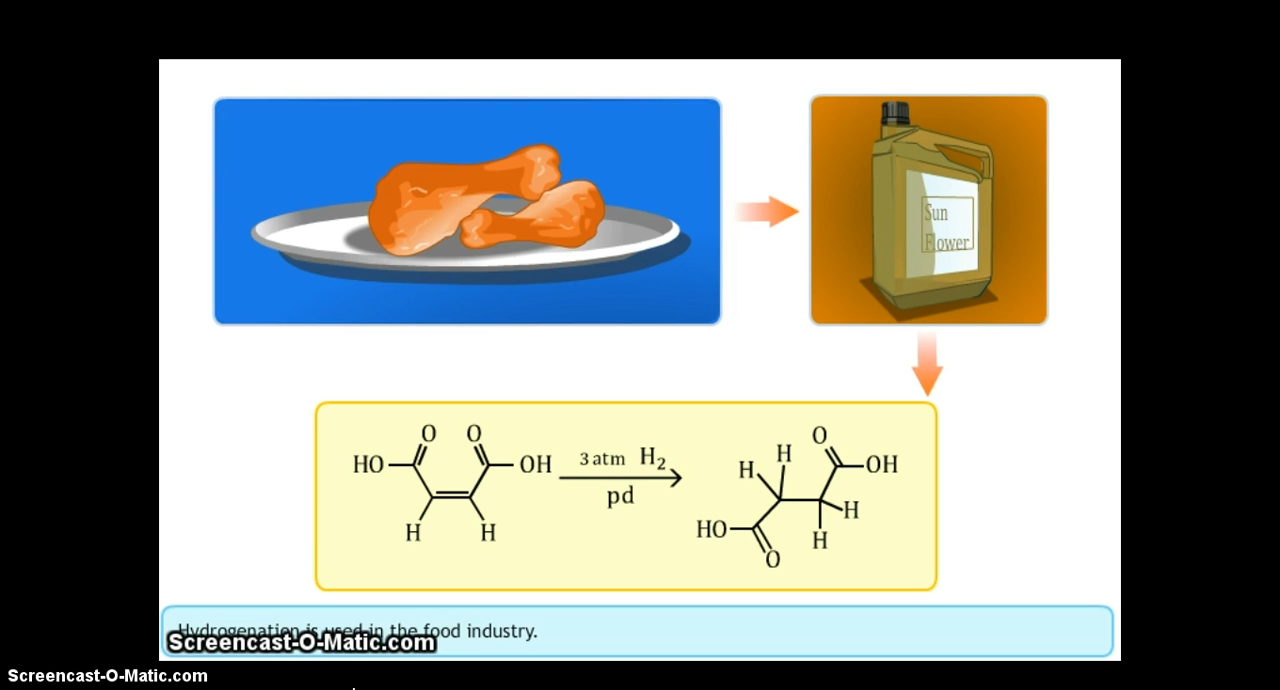 Sun
Flower
O O O
HO OH 3 atm H₂ H H OH
pd H
H H HO H
O
Hydrogenation is used in the food industry.
Screencast-O-Matic.com
Screencast-O-Matic.com